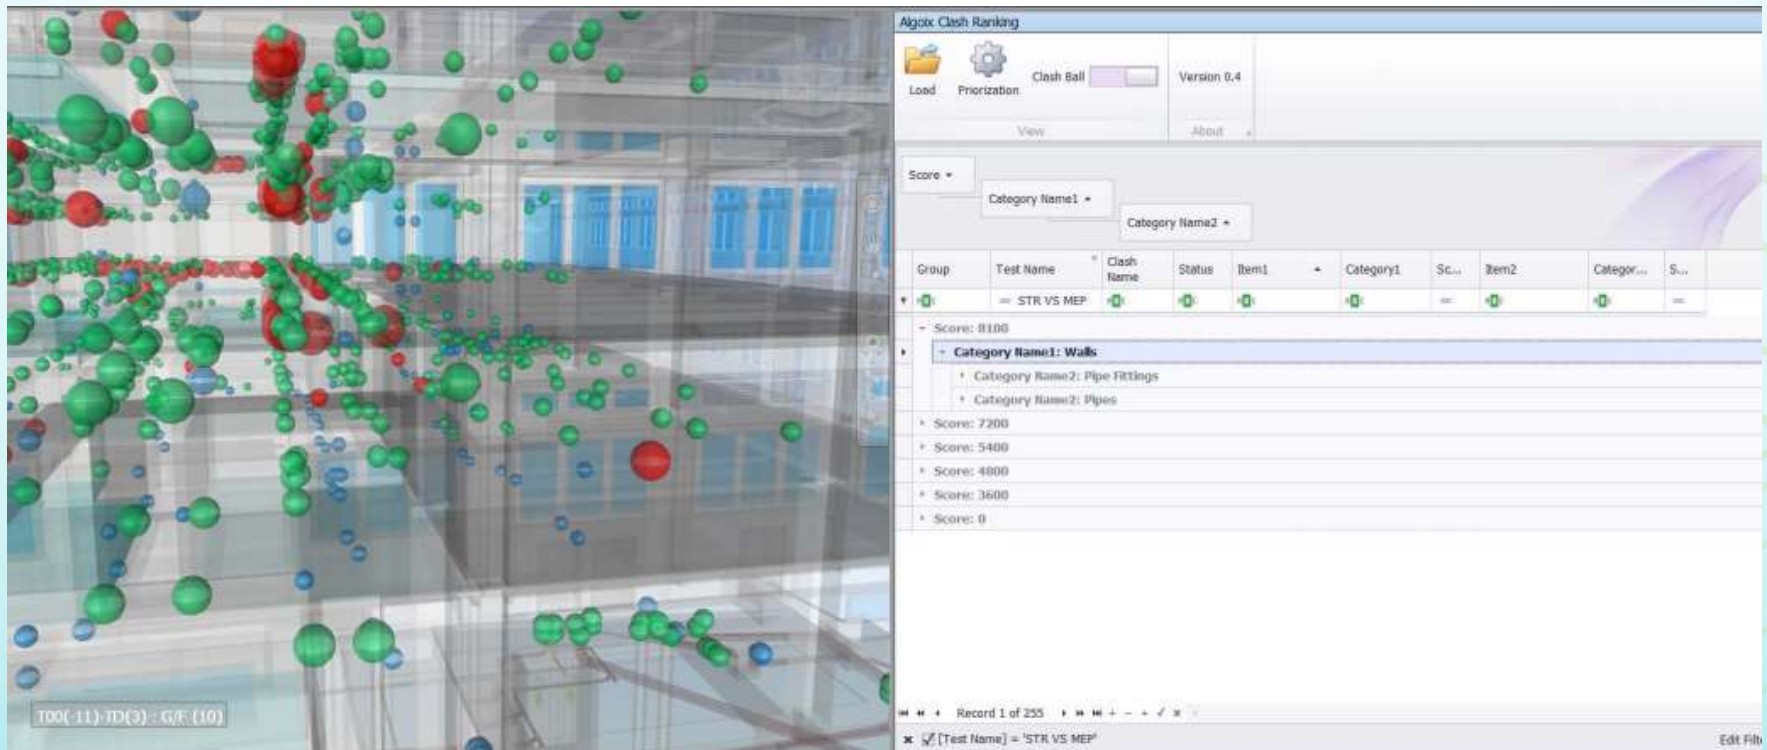 Algoix Clash Ranking
Load
Priorization
Clash Ball
Version 0.4
View
About
Score
Category Name1
Category Name2
Group Test Name Clash Name Status Item1 Category1 Sc... Item2 Categor... S...
= STR VS MEP = =
Score: 8100
Category Name1: Walls
Category Name2: Pipe Fittings
Category Name2: Pipes
Score: 7200
Score: 5400
Score: 4800
Score: 3600
Score: 0
T00(-11)-TD(3) : G/F (10)
Record 1 of 255
[Test Name] = 'STR VS MEP'
Edit Filt